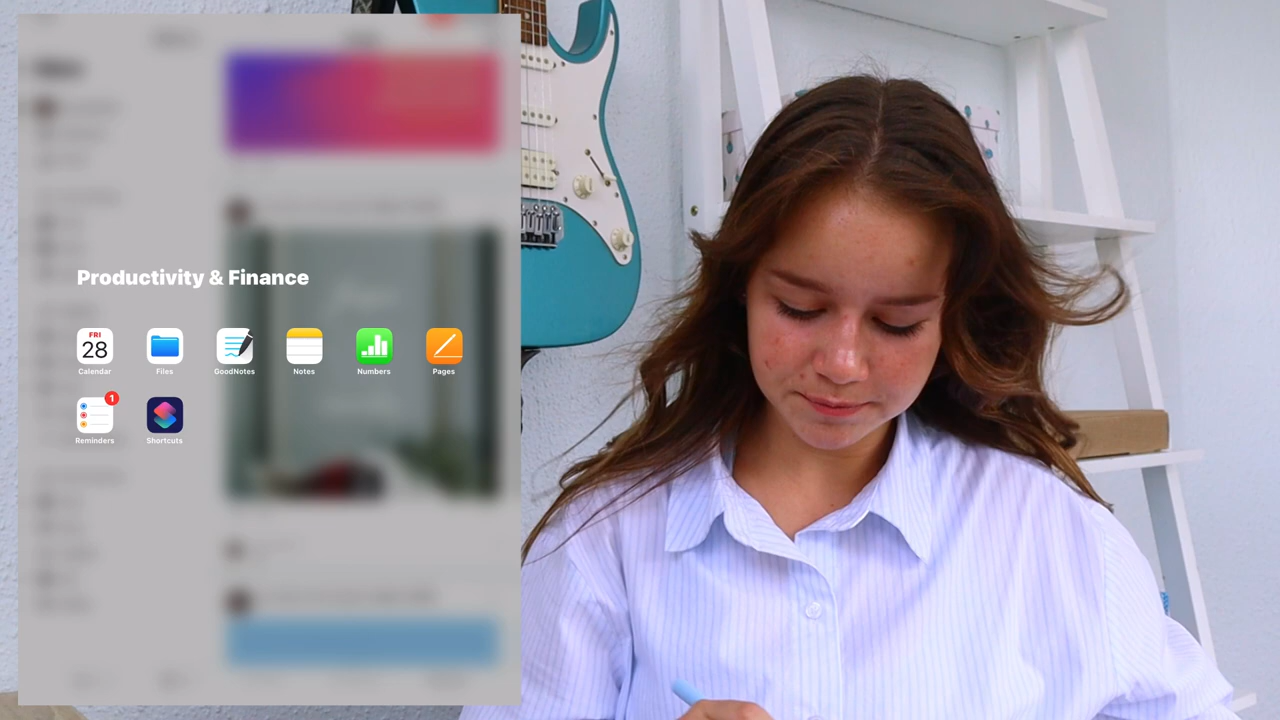 Productivity & Finance
FRI
28
1
Calendar
Files
GoodNotes
Notes
Numbers
Pages
Reminders
Shortcuts